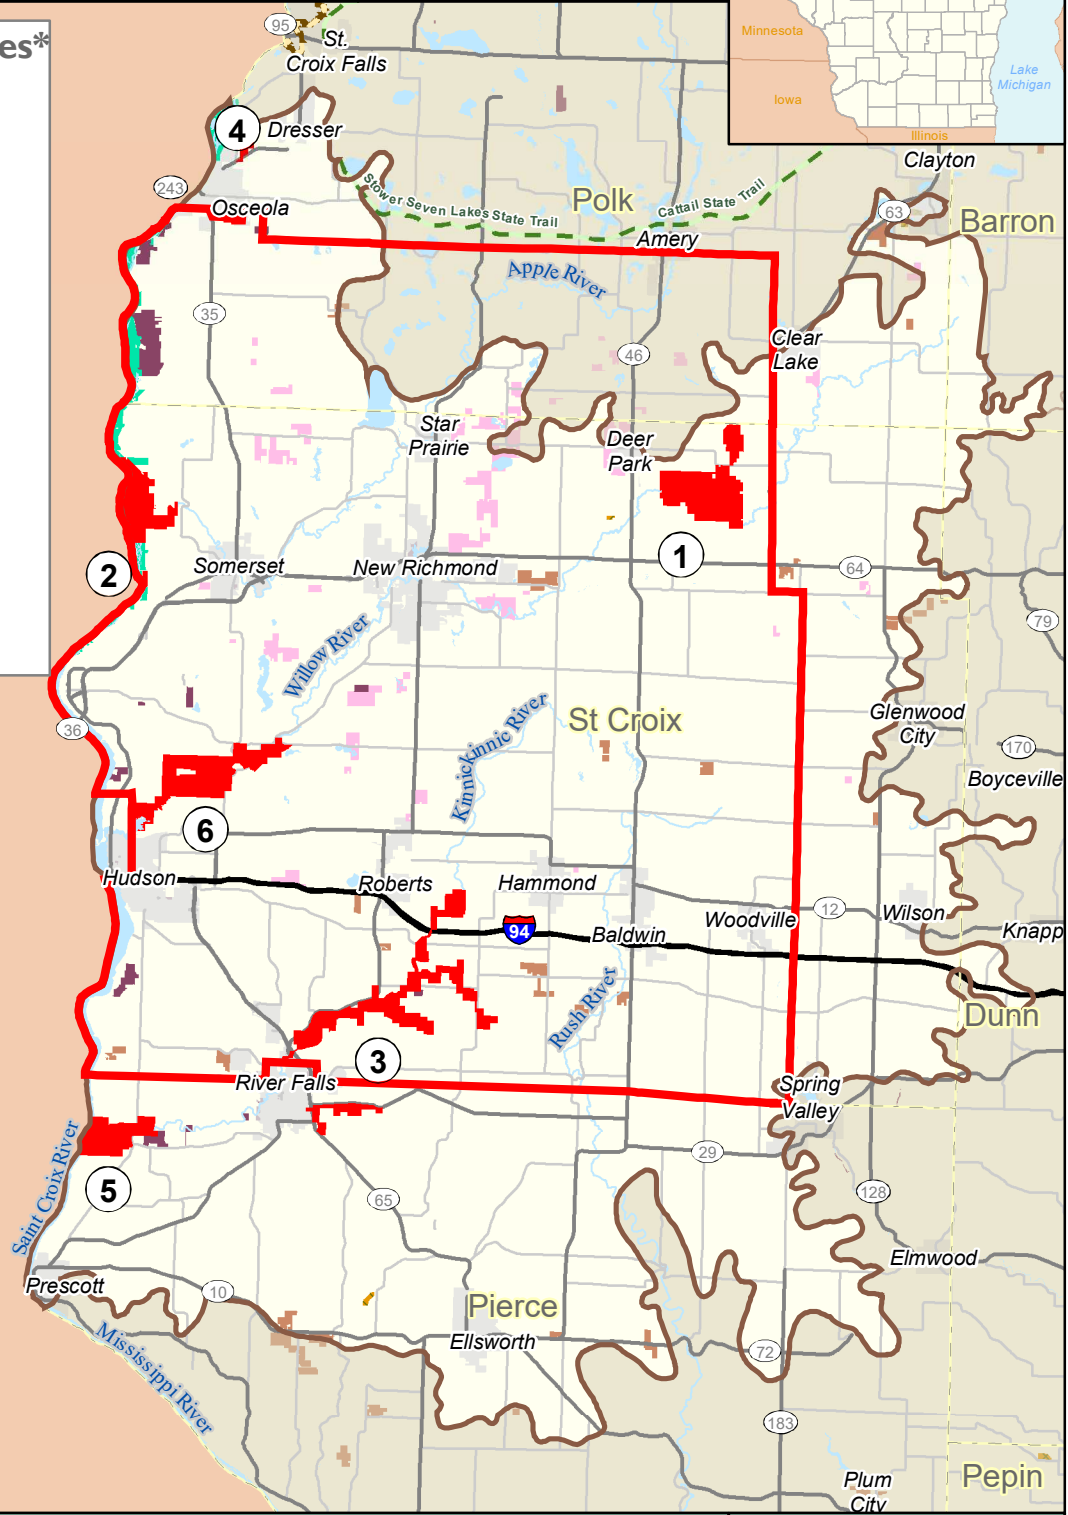 es*
95
St.
Croix Falls
Minnesota
Iowa
Lake
Michigan
Illinois
4
Dresser
Clayton
243
Osceola
Stower Seven Lakes State Trail
Polk
Cattail State Trail
63
Barron
Amery
Apple River
35
46
Clear
Lake
Star
Prairie
Deer
Park
1
2
Somerset
New Richmond
64
79
Willow River
36
Kinnickinnic River
St Croix
Glenwood
City
170
Boyceville
6
Hudson
Roberts
Hammond
94
Baldwin
Woodville
12
Wilson
Knapp
Rush River
Dunn
3
River Falls
Spring
Valley
Saint Croix River
5
29
65
128
Prescott
10
Elmwood
Pierce
Ellsworth
Mississippi River
72
183
Plum
City
Pepin